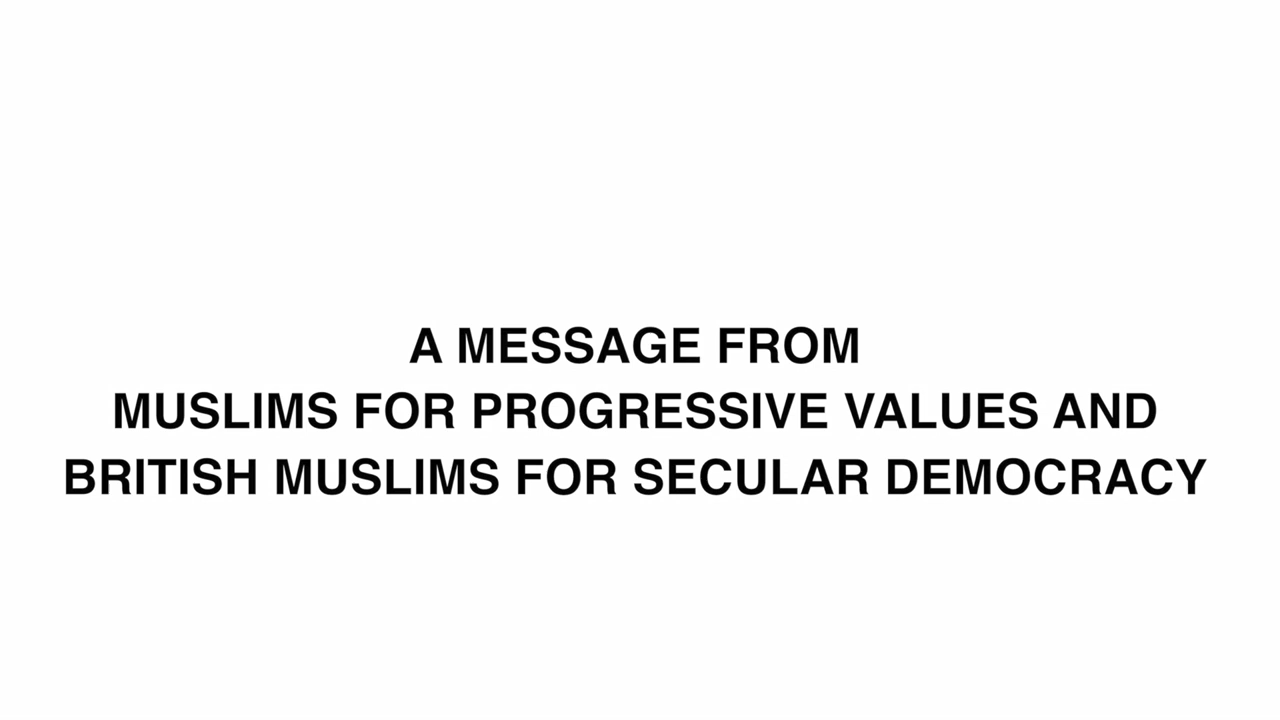 A MESSAGE FROM
MUSLIMS FOR PROGRESSIVE VALUES AND
BRITISH MUSLIMS FOR SECULAR DEMOCRACY